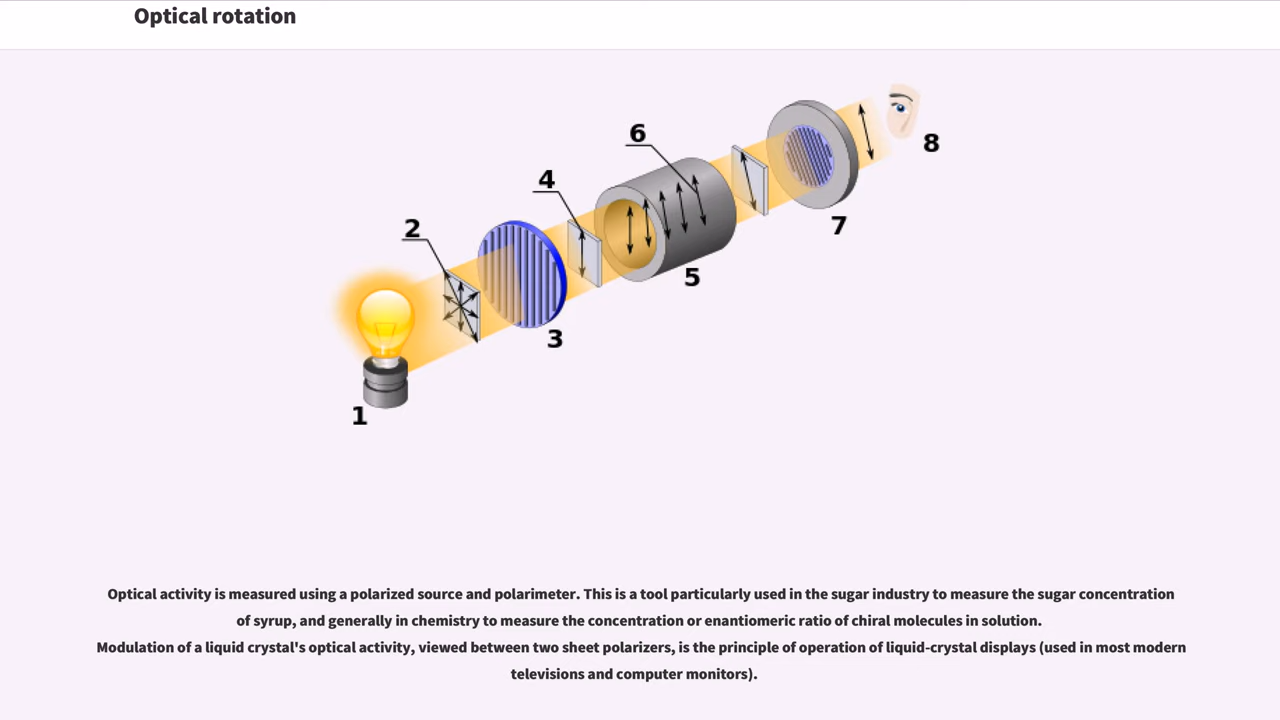 Optical rotation
6
8
4
7
2
5
3
1
Optical activity is measured using a polarized source and polarimeter. This is a tool particularly used in the sugar industry to measure the sugar concentration
of syrup, and generally in chemistry to measure the concentration or enantiomeric ratio of chiral molecules in solution.
Modulation of a liquid crystal's optical activity, viewed between two sheet polarizers, is the principle of operation of liquid-crystal displays (used in most modern
televisions and computer monitors).